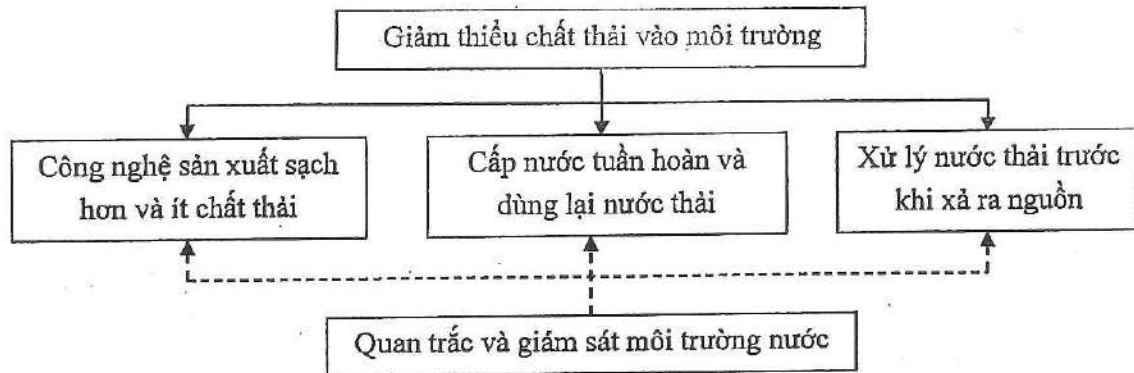 Giảm thiểu chất thải vào môi trường
Công nghệ sản xuất sạch
hơn và ít chất thải
Cấp nước tuần hoàn và
dùng lại nước thải
Xử lý nước thải trước
khi xả ra nguồn
Quan trắc và giám sát môi trường nước